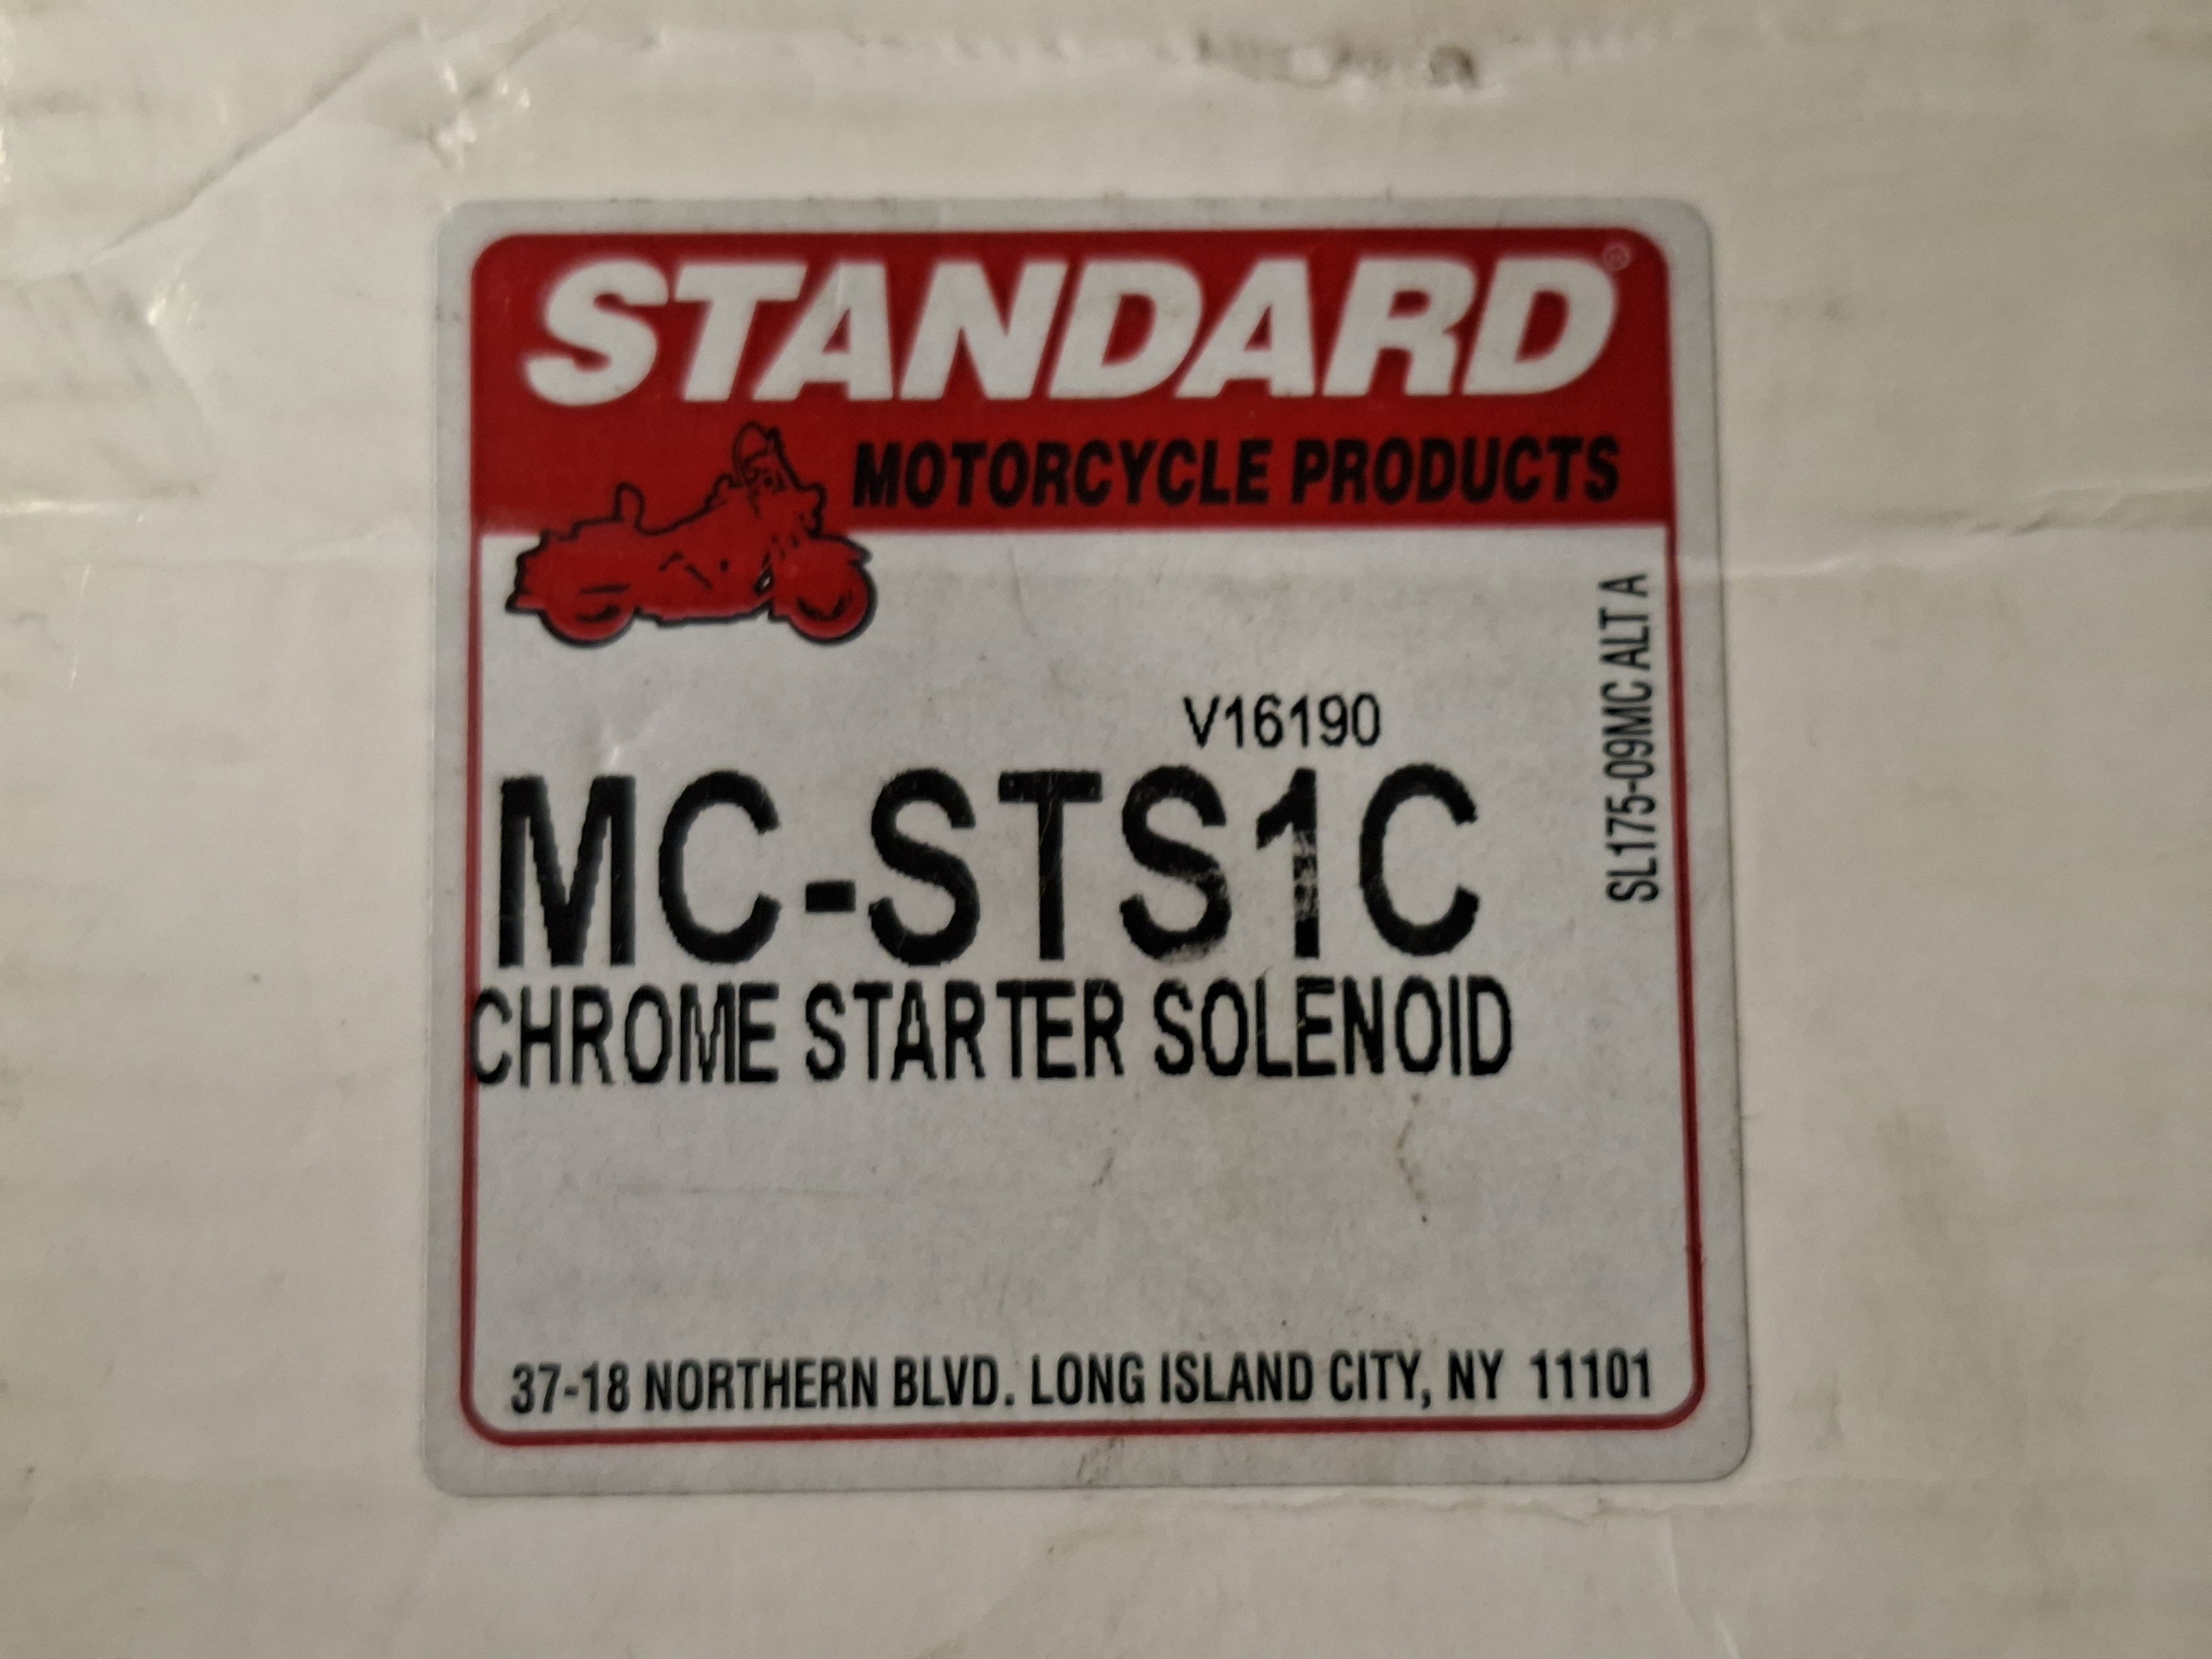 STANDARD®
MOTORCYCLE PRODUCTS
SL175-09MC ALT A
V16190
MC-STS1C
CHROME STARTER SOLENOID
37-18 NORTHERN BLVD. LONG ISLAND CITY, NY 11101